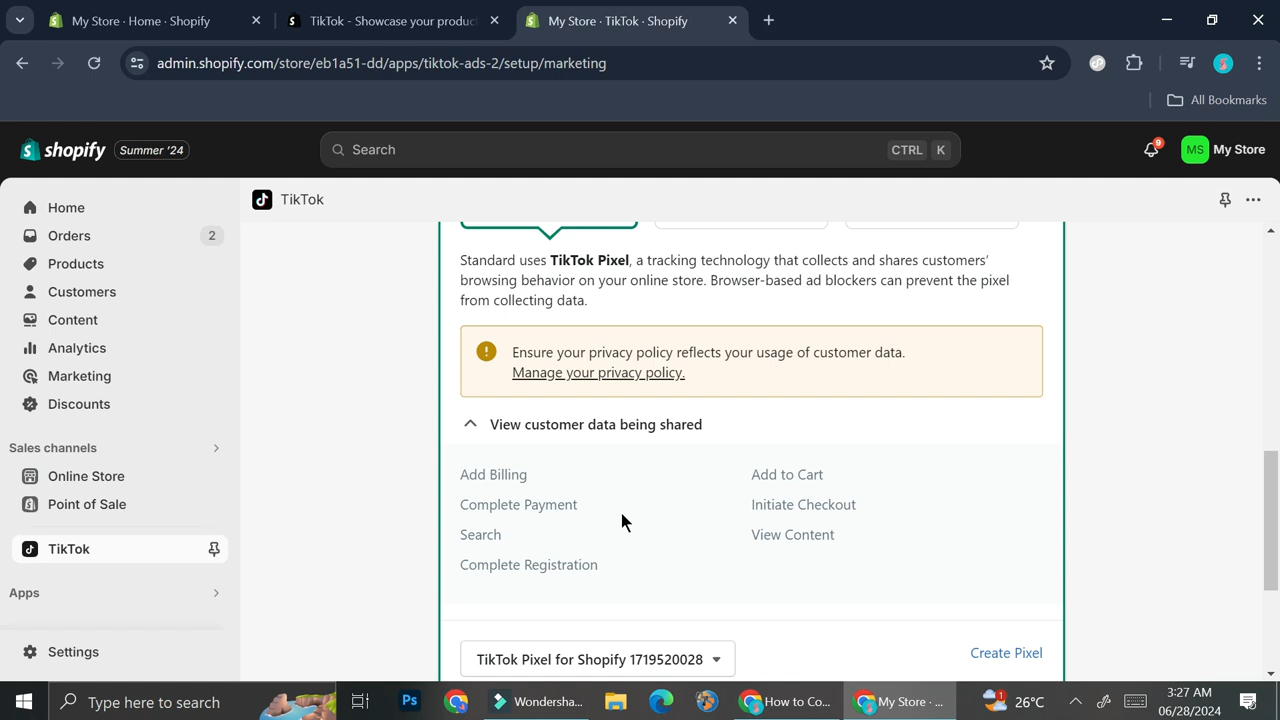 My Store · Home · Shopify
TikTok - Showcase your produc
My Store · TikTok · Shopify
admin.shopify.com/store/eb1a51-dd/apps/tiktok-ads-2/setup/marketing
All Bookmarks
shopify
Summer '24
Search
CTRL K
9
MS
My Store
Home
Orders
2
Products
Customers
Content
Analytics
Marketing
Discounts
Sales channels
Online Store
Point of Sale
TikTok
Apps
Settings
TikTok
Standard uses TikTok Pixel, a tracking technology that collects and shares customers'
browsing behavior on your online store. Browser-based ad blockers can prevent the pixel
from collecting data.
Ensure your privacy policy reflects your usage of customer data.
Manage your privacy policy.
View customer data being shared
Add Billing
Add to Cart
Complete Payment
Initiate Checkout
Search
View Content
Complete Registration
TikTok Pixel for Shopify 1719520028
Create Pixel
Type here to search
Ps
Wondersha...
How to Co...
My Store · ...
1
26°C
3:27 AM
06/28/2024